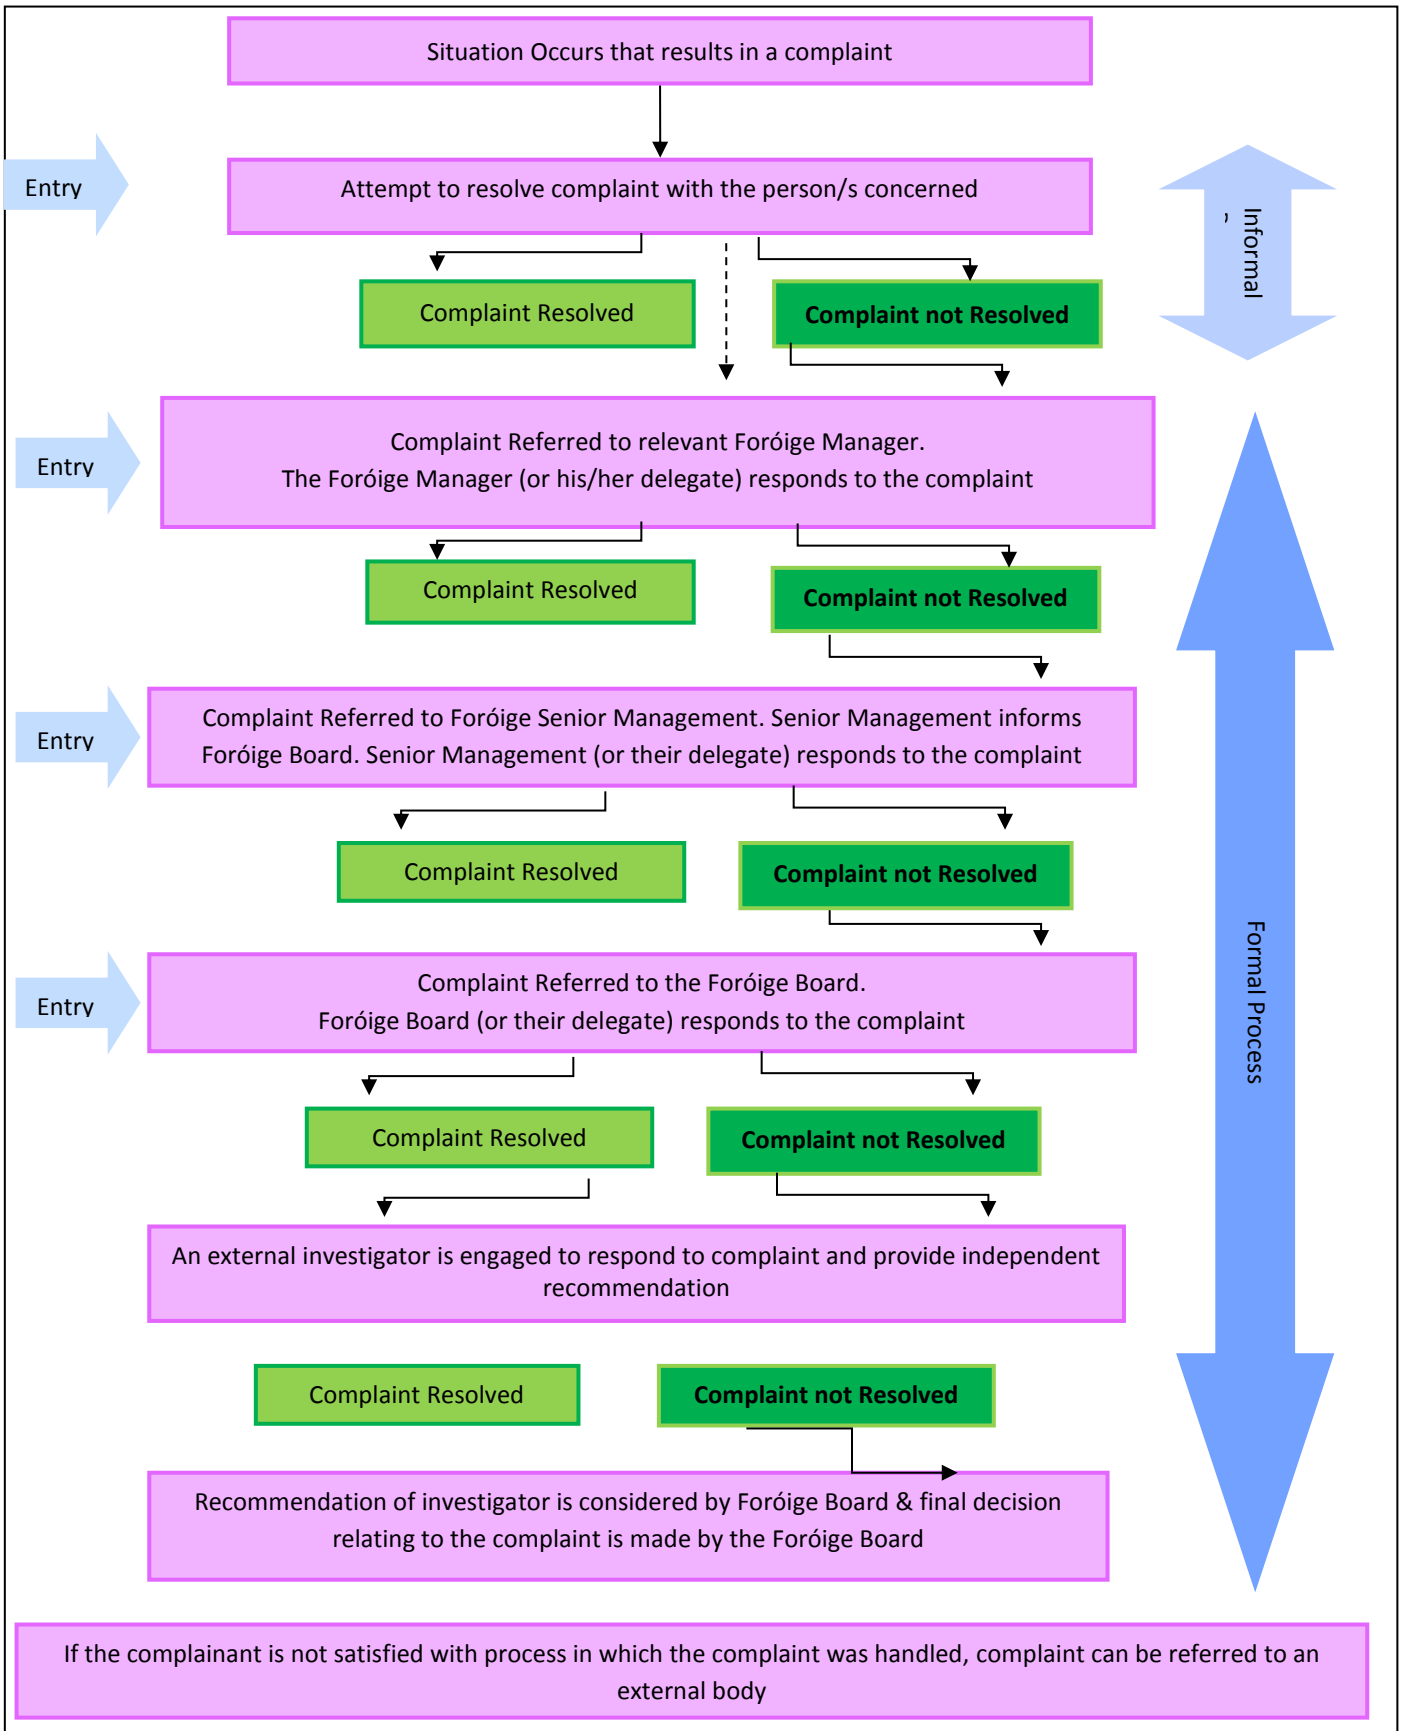 Situation Occurs that results in a complaint
Entry
Attempt to resolve complaint with the person/s concerned
Informal
Complaint Resolved
Complaint not Resolved
Entry
Complaint Referred to relevant Foróige Manager.
The Foróige Manager (or his/her delegate) responds to the complaint
Complaint Resolved
Complaint not Resolved
Entry
Complaint Referred to Foróige Senior Management. Senior Management informs
Foróige Board. Senior Management (or their delegate) responds to the complaint
Complaint Resolved
Complaint not Resolved
Formal Process
Entry
Complaint Referred to the Foróige Board.
Foróige Board (or their delegate) responds to the complaint
Complaint Resolved
Complaint not Resolved
An external investigator is engaged to respond to complaint and provide independent
recommendation
Complaint Resolved
Complaint not Resolved
Recommendation of investigator is considered by Foróige Board & final decision
relating to the complaint is made by the Foróige Board
If the complainant is not satisfied with process in which the complaint was handled, complaint can be referred to an
external body